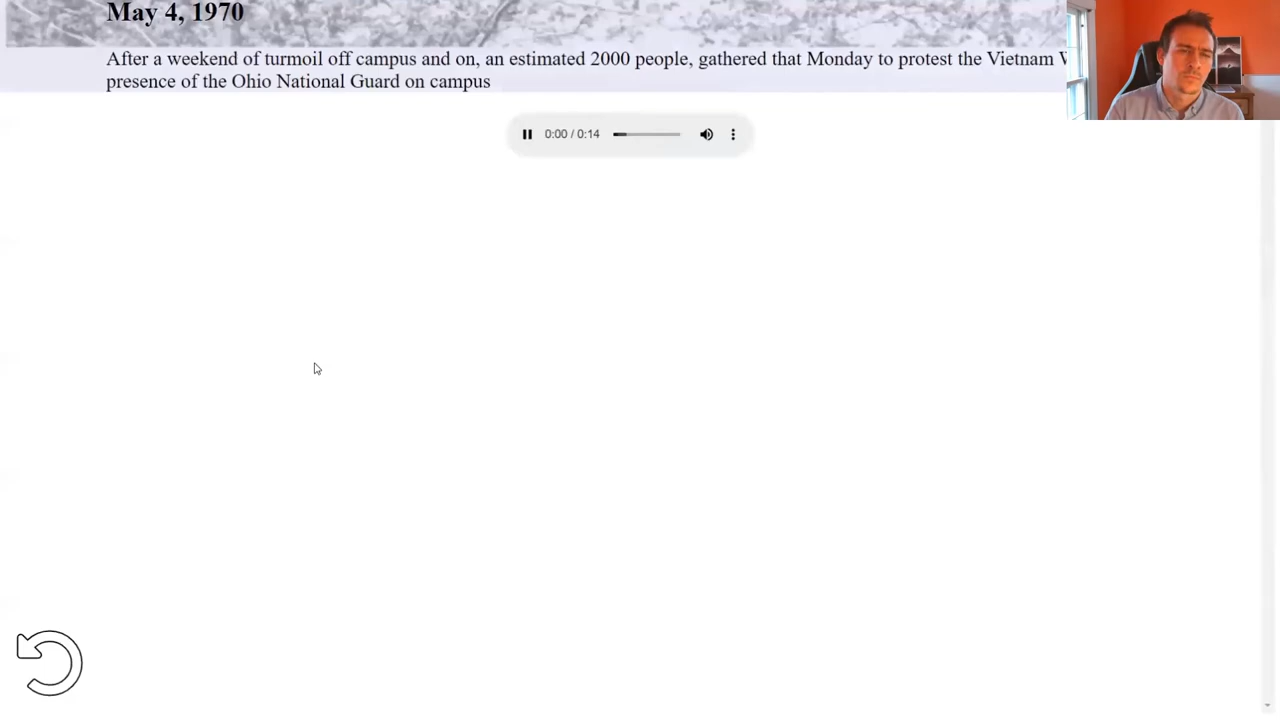 May 4, 1970
After a weekend of turmoil off campus and on, an estimated 2000 people, gathered that Monday to protest the Vietnam
presence of the Ohio National Guard on campus
0:00 / 0:14